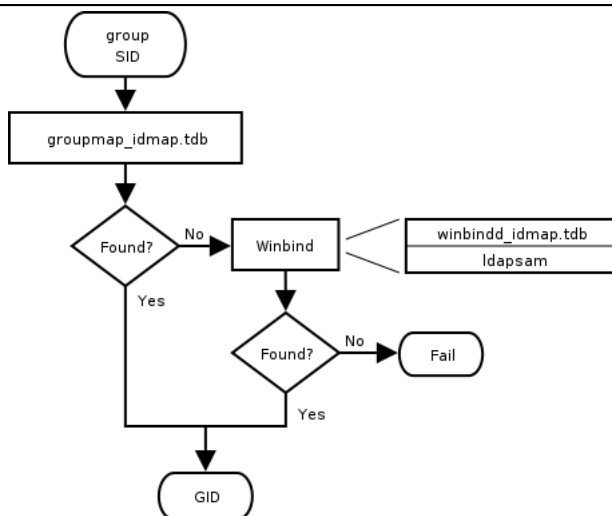 group
SID
groupmap_idmap.tdb
Found?
No
Winbind
winbindd_idmap.tdb
ldapsam
Yes
Found?
No
Fail
Yes
GID